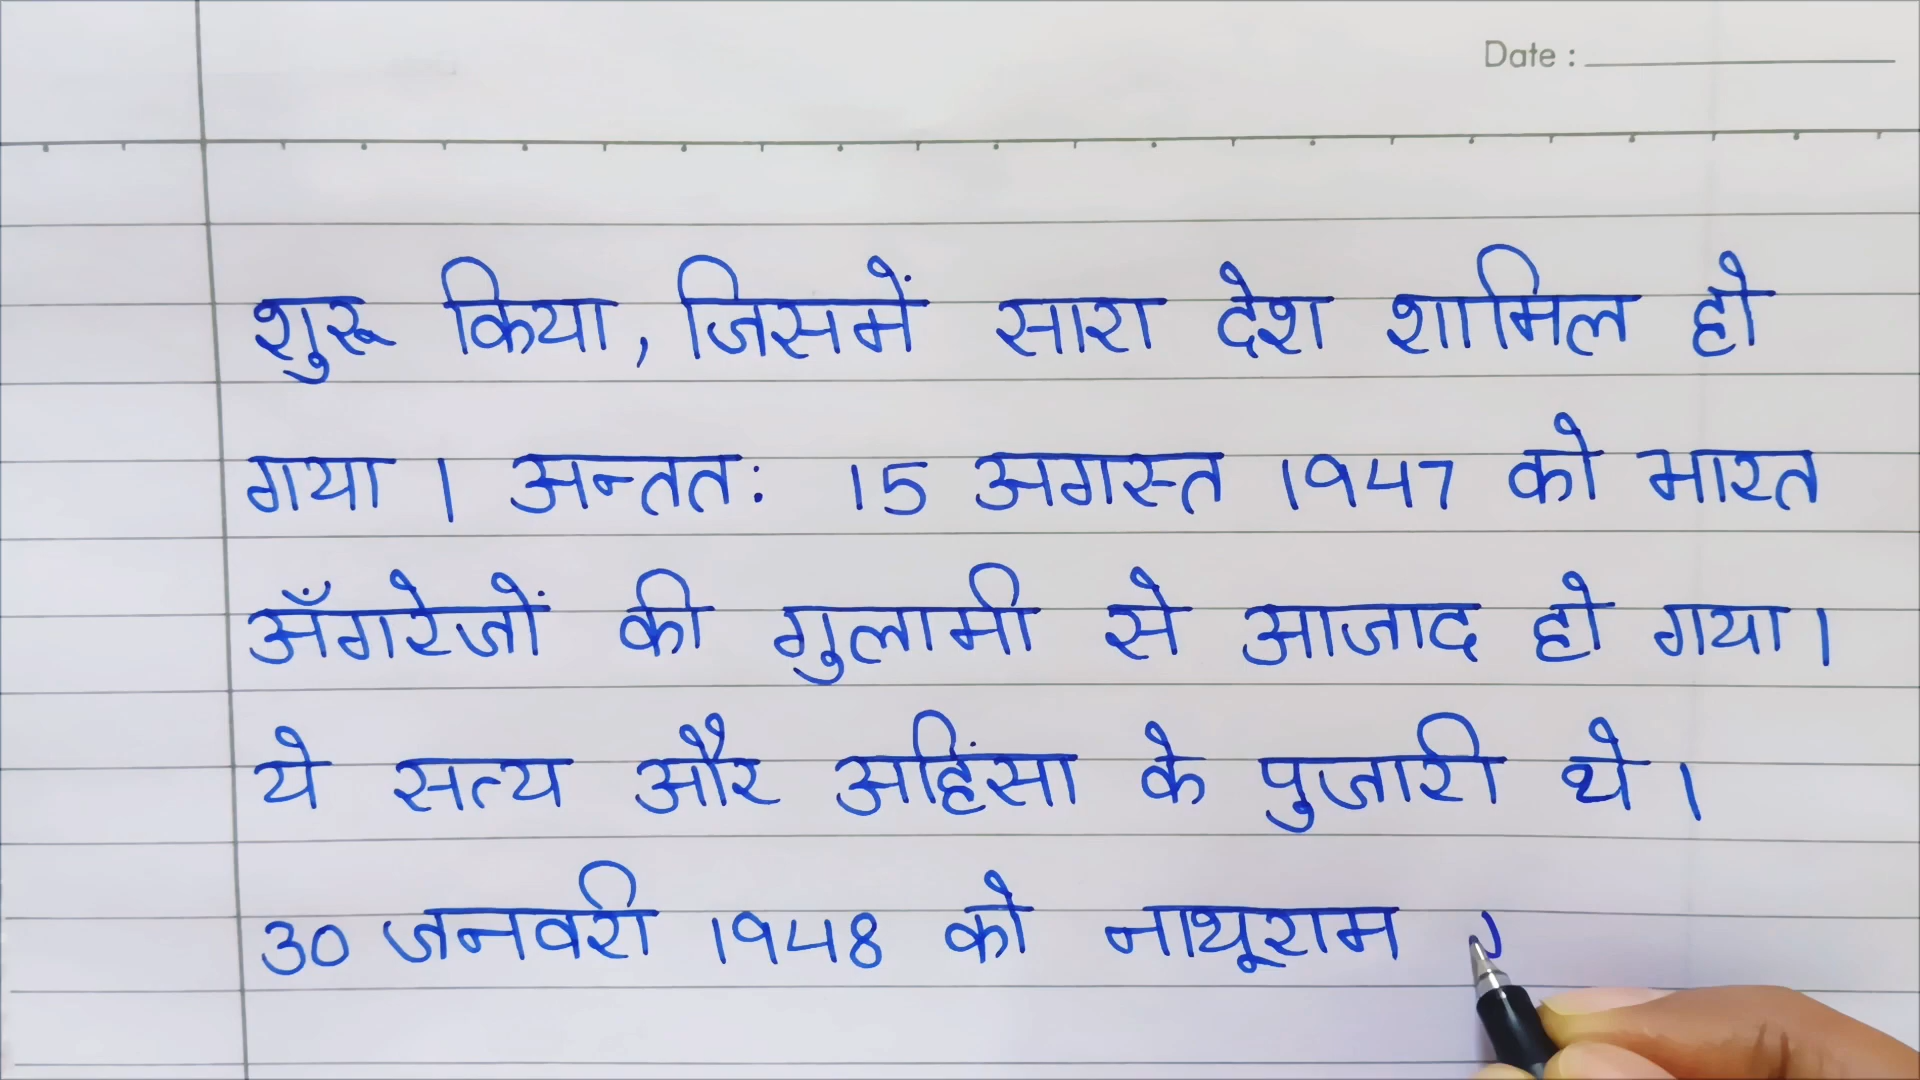 Date :
शुरू किया, जिसमें सारा देश शामिल हो
गया । अन्ततः 15 अगस्त 1947 को भारत
अँगरेजों की गुलामी से आजाद हो गया ।
ये सत्य और अहिंसा के पुजारी थे ।
30 जनवरी 1948 को नाथूराम